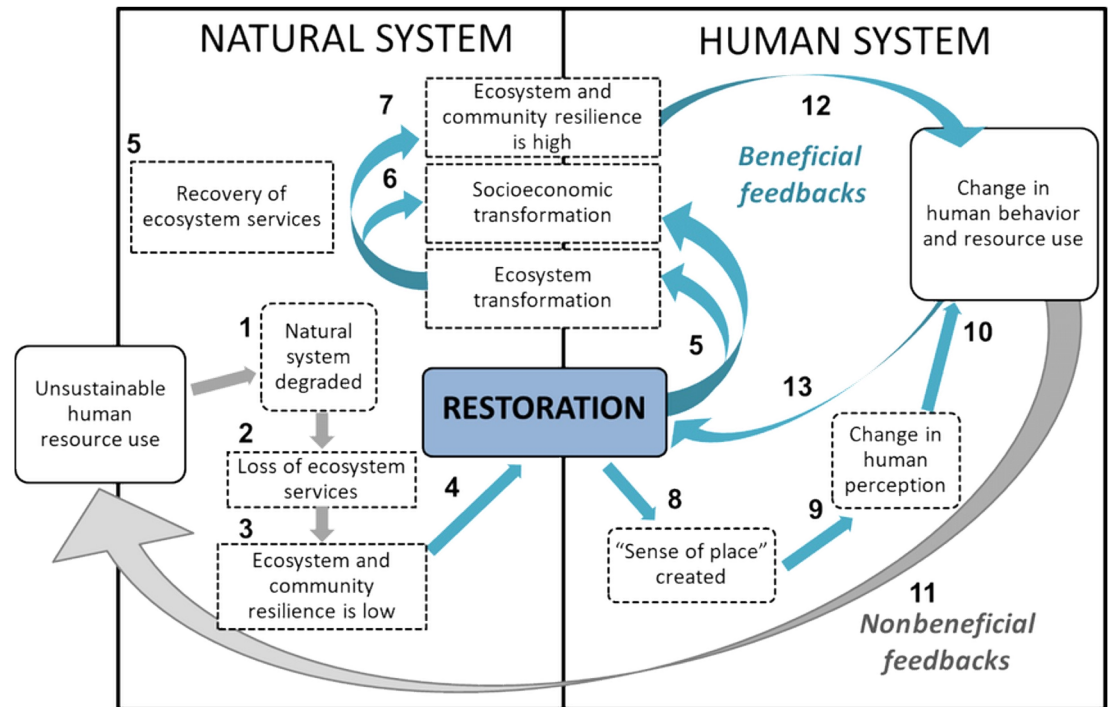 NATURAL SYSTEM
HUMAN SYSTEM
7
Ecosystem and
community resilience
is high
12
5
Recovery of
ecosystem services
6
Socioeconomic
transformation
Beneficial
feedbacks
Change in
human behavior
and resource use
Ecosystem
transformation
1
Natural
system
degraded
5
10
Unsustainable
human
resource use
RESTORATION
13
2
Loss of ecosystem
services
4
Change in
human
perception
3
Ecosystem and
community
resilience is low
8
9
“Sense of place”
created
11
Nonbeneficial
feedbacks